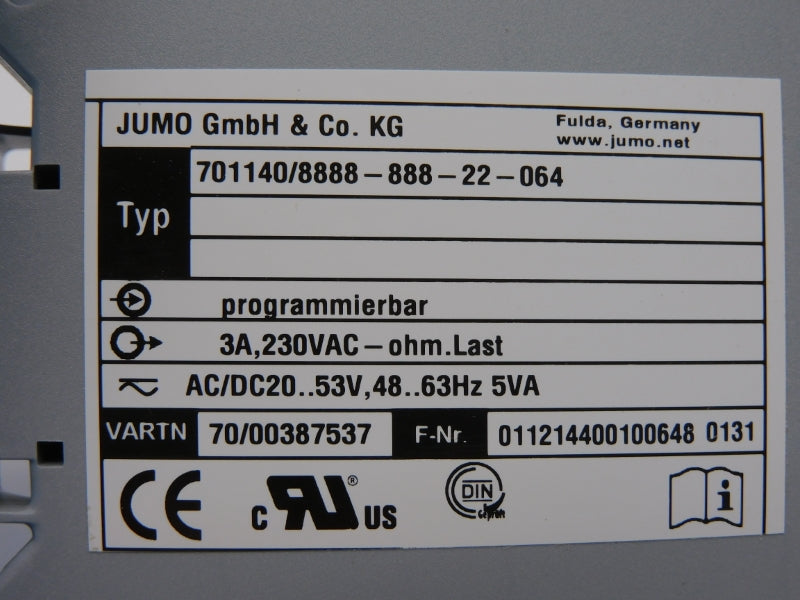 JUMO GmbH & Co. KG
Fulda, Germany
www.jumo.net
Typ
701140/8888-888-22-064
programmierbar
3A,230VAC-ohm.Last
AC/DC20..53V,48..63Hz 5VA
VARTN 70/00387537 F-Nr. 011214400100648 0131
CE c RU® US DIN i